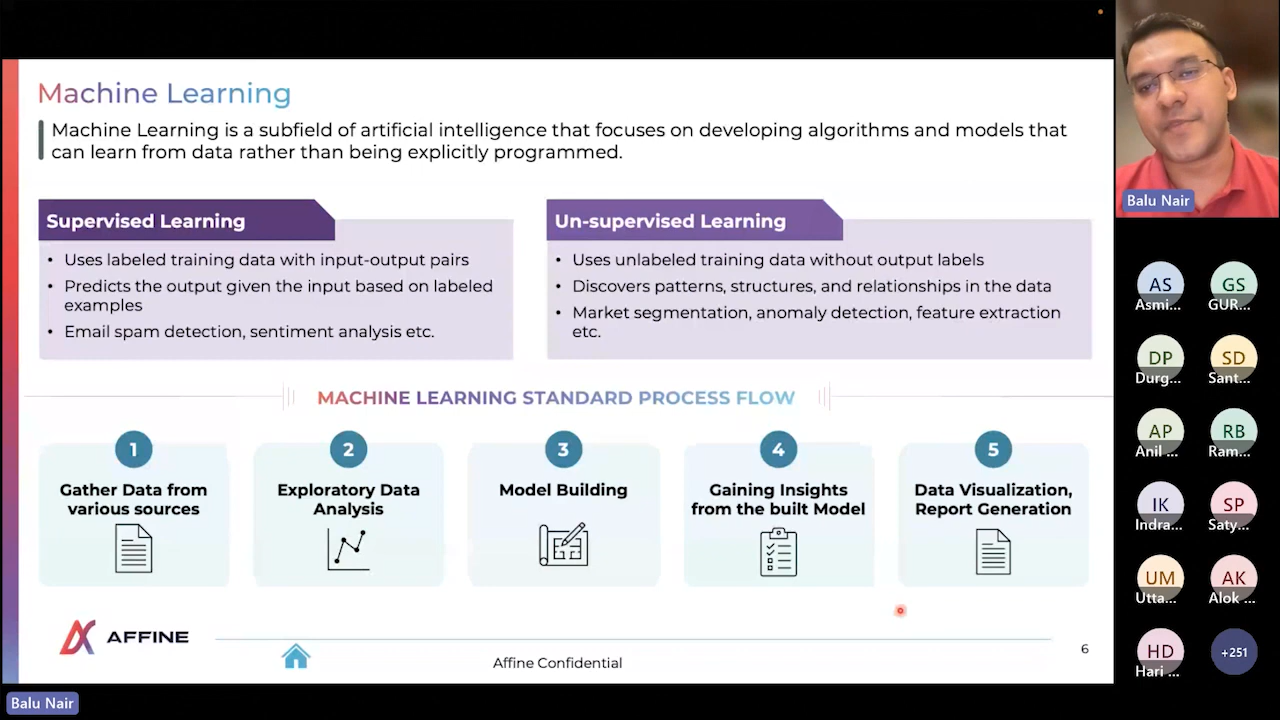 Machine Learning
Machine Learning is a subfield of artificial intelligence that focuses on developing algorithms and models that
can learn from data rather than being explicitly programmed.
Supervised Learning
• Uses labeled training data with input-output pairs
• Predicts the output given the input based on labeled
examples
• Email spam detection, sentiment analysis etc.
Un-supervised Learning
• Uses unlabeled training data without output labels
• Discovers patterns, structures, and relationships in the data
• Market segmentation, anomaly detection, feature extraction
etc.
MACHINE LEARNING STANDARD PROCESS FLOW
1
Gather Data from
various sources
2
Exploratory Data
Analysis
3
Model Building
4
Gaining Insights
from the built Model
5
Data Visualization,
Report Generation
AFFINE
Affine Confidential
6
Balu Nair
Balu Nair
AS
Asmi...
GS
GUR...
DP
Durg...
SD
Sant...
AP
Anil ...
RB
Ram...
IK
Indra...
SP
Saty...
UM
Utta...
AK
Alok ...
HD
Hari ...
+251